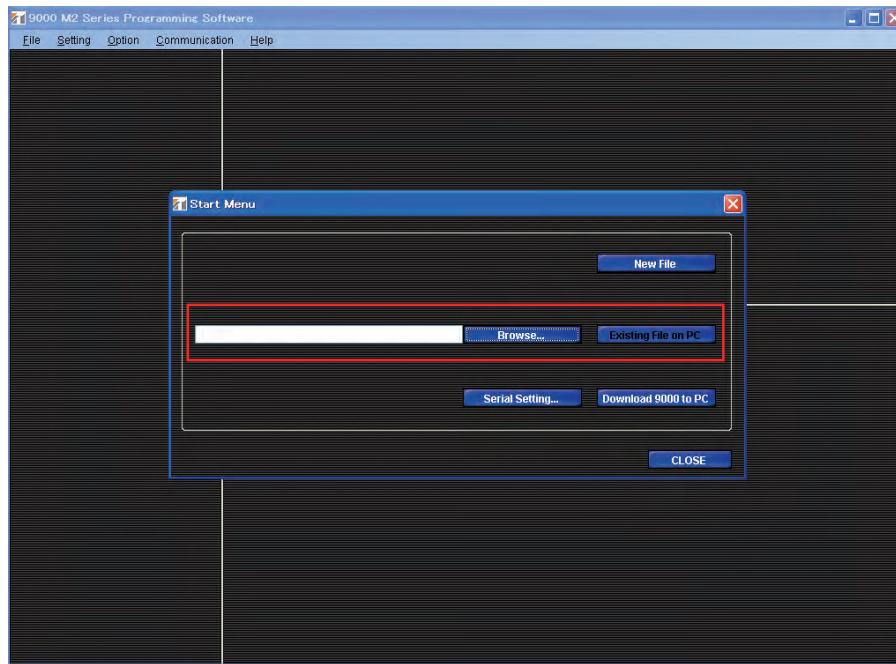 9000 M2 Series Programming Software
File Setting Option Communication Help
Start Menu
New File
Browse... Existing File on PC
Serial Setting... Download 9000 to PC
CLOSE